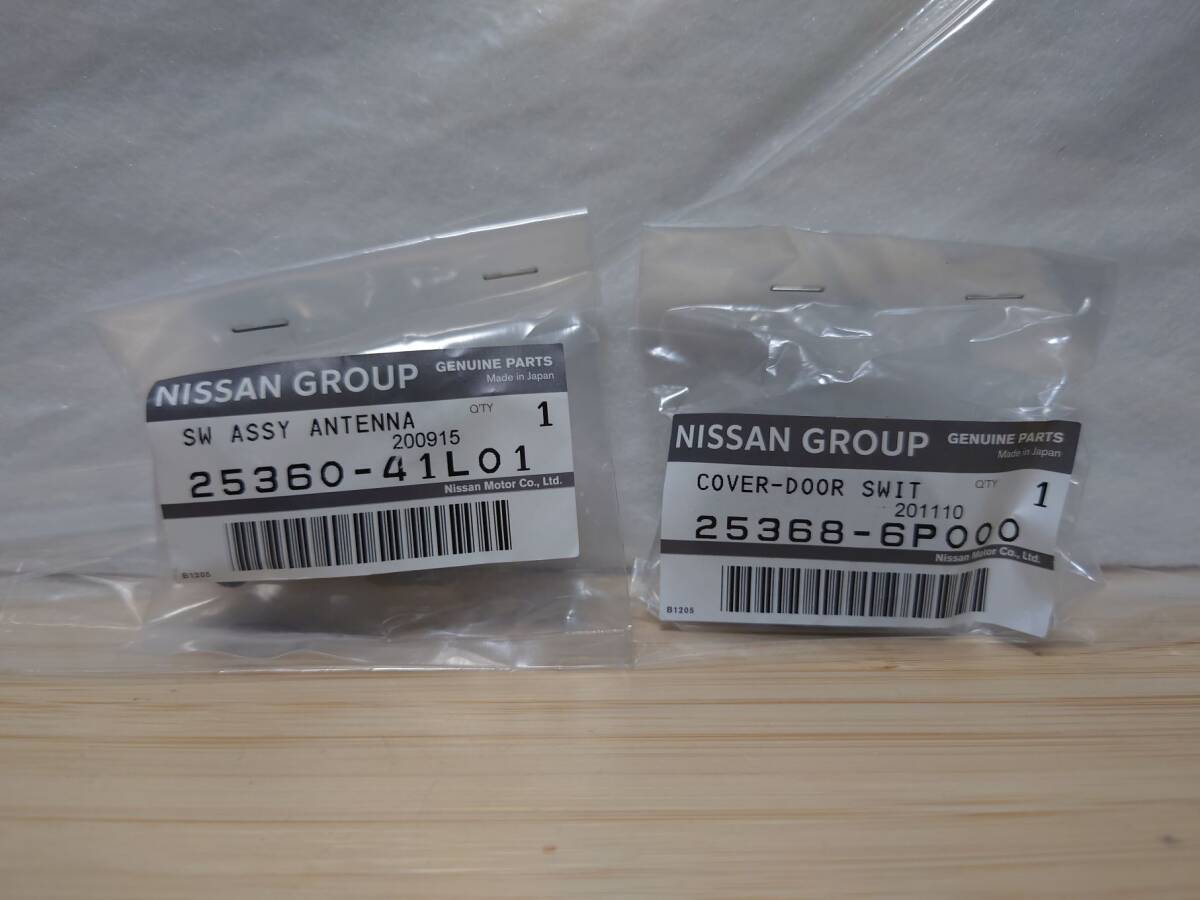 NISSAN GROUP GENUINE PARTS
Made in Japan
SW ASSY ANTENNA Q'TY 1
200915
25360-41L01
Nissan Motor Co., Ltd.
B1205
NISSAN GROUP GENUINE PARTS
Made in Japan
COVER-DOOR SWIT Q'TY 1
201110
25368-6P000
Nissan Motor Co., Ltd.
B1205